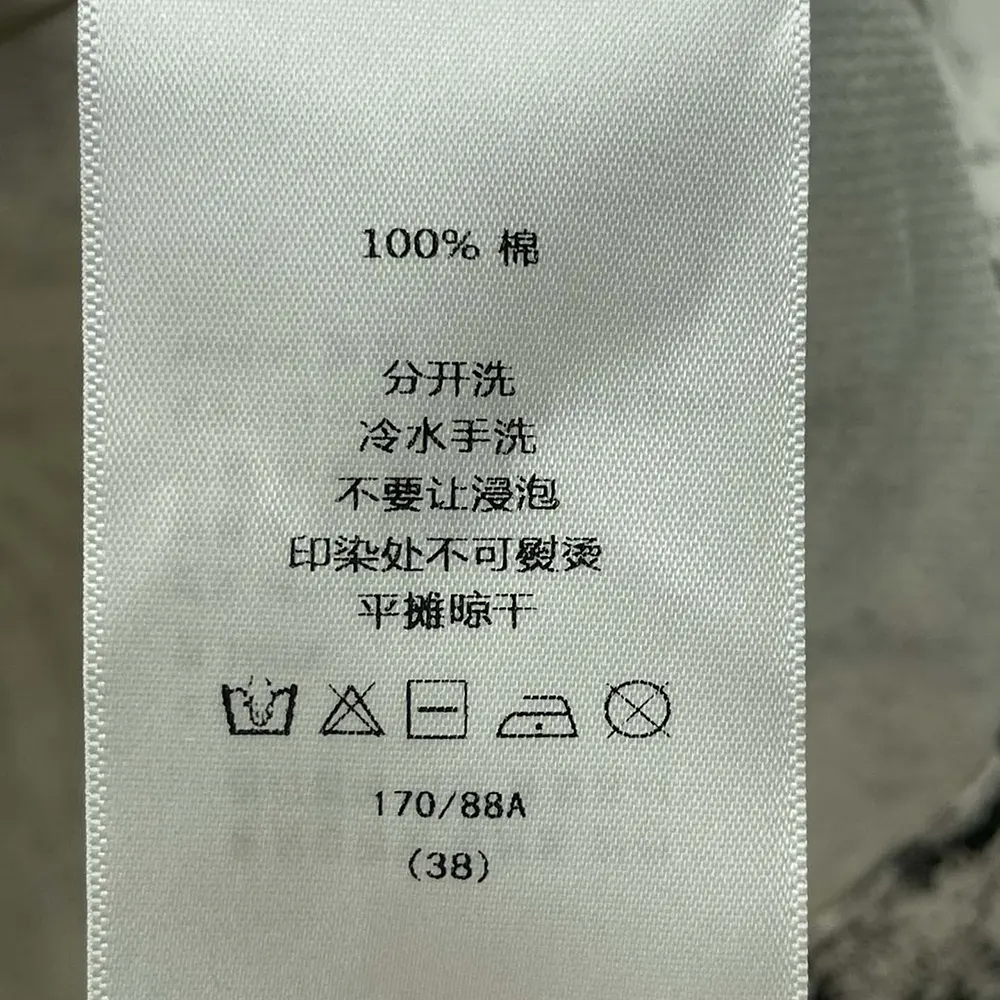 100% 棉
分开洗
冷水手洗
不要让浸泡
印染处不可熨烫
平摊晾干
170/88A
(38)